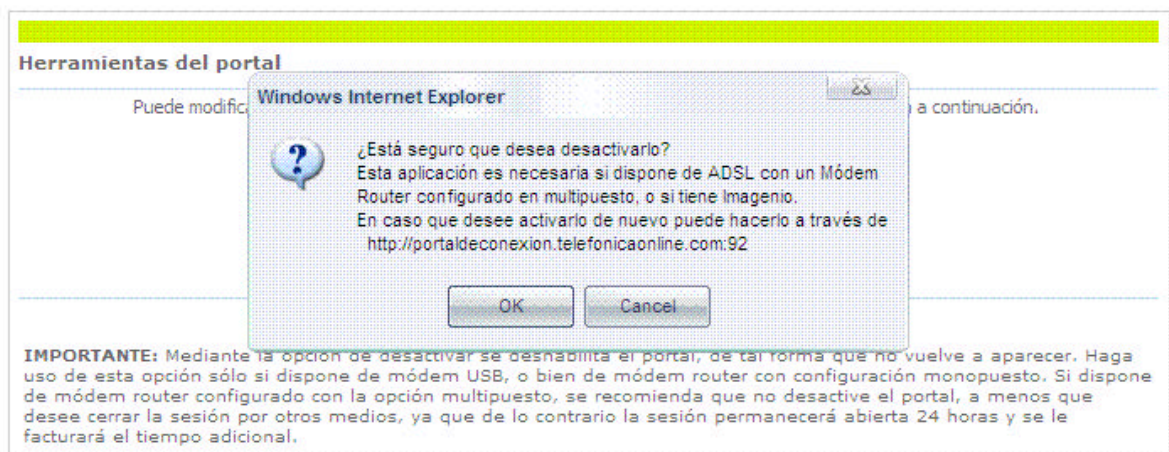 Herramientas del portal
Puede modific
a continuación.
Windows Internet Explorer
¿Está seguro que desea desactivarlo?
Esta aplicación es necesaria si dispone de ADSL con un Módem
Router configurado en multipuesto, o si tiene Imagenio.
En caso que desee activarlo de nuevo puede hacerlo a través de
http://portaldeconexion.telefonicaonline.com:92
OK
Cancel
IMPORTANTE: Mediante la opción de desactivar se deshabilita el portal, de tal forma que no vuelve a aparecer. Haga
uso de esta opción sólo si dispone de módem USB, o bien de módem router con configuración monopuesto. Si dispone
de módem router configurado con la opción multipuesto, se recomienda que no desactive el portal, a menos que
desee cerrar la sesión por otros medios, ya que de lo contrario la sesión permanecerá abierta 24 horas y se le
facturará el tiempo adicional.